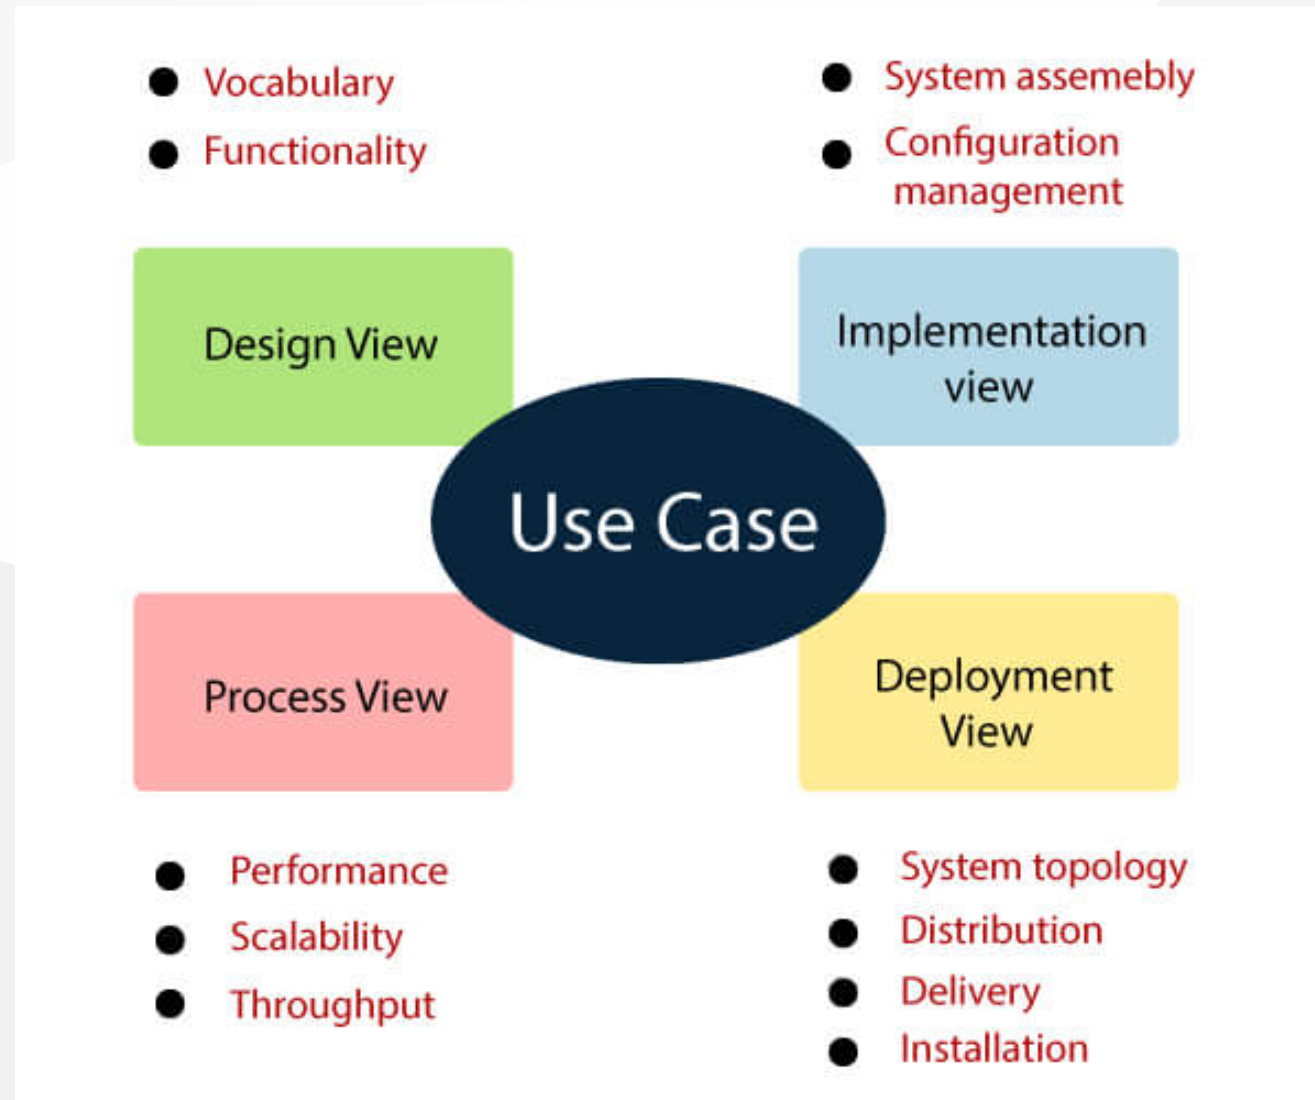 Vocabulary
Functionality
System assemebly
Configuration
management
Design View
Implementation
view
Use Case
Process View
Deployment
View
Performance
Scalability
Throughput
System topology
Distribution
Delivery
Installation